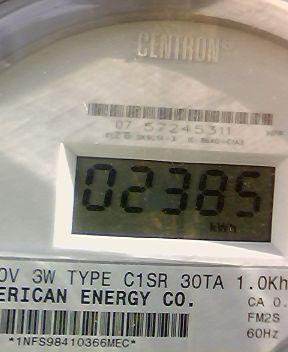 CENTRON
07 57245311
02385
kWh
0V 3W TYPE C1SR 30TA 1.0Kh
ERICAN ENERGY CO.
CA 0.
FM2S
60Hz
*1NFS98410366MEC*